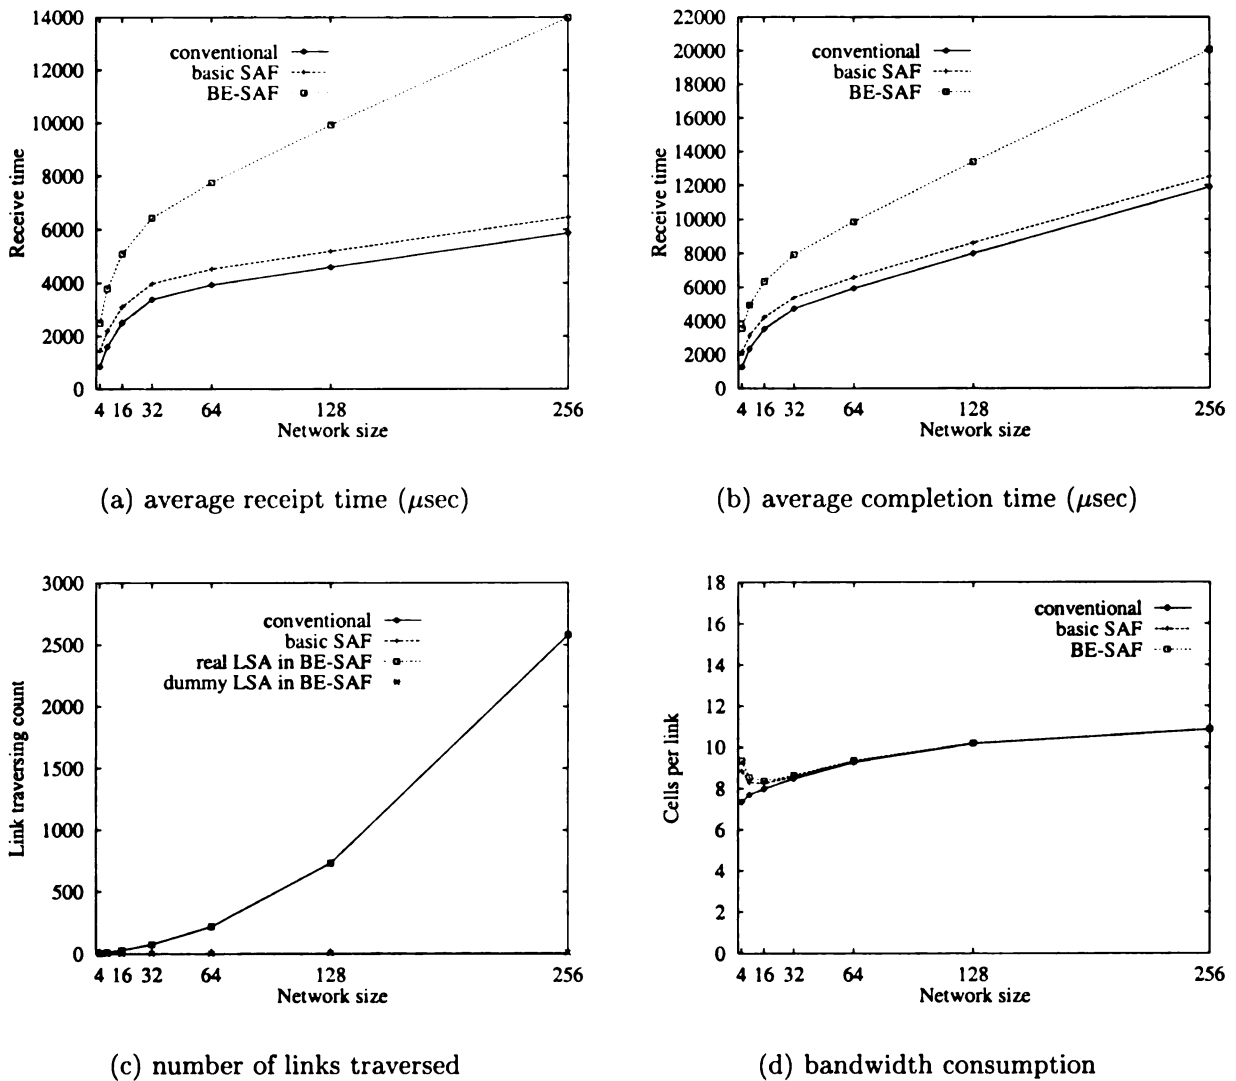 14000
12000
10000
8000
6000
4000
2000
0
Receive time
conventional
basic SAF
BE-SAF
4 16 32 64 128 256
Network size
(a) average receipt time (μsec)
22000
20000
18000
16000
14000
12000
10000
8000
6000
4000
2000
0
Receive time
conventional
basic SAF
BE-SAF
4 16 32 64 128 256
Network size
(b) average completion time (μsec)
3000
2500
2000
1500
1000
500
0
Link traversing count
conventional
basic SAF
real LSA in BE-SAF
dummy LSA in BE-SAF
4 16 32 64 128 256
Network size
(c) number of links traversed
18
16
14
12
10
8
6
4
2
0
Cells per link
conventional
basic SAF
BE-SAF
4 16 32 64 128 256
Network size
(d) bandwidth consumption